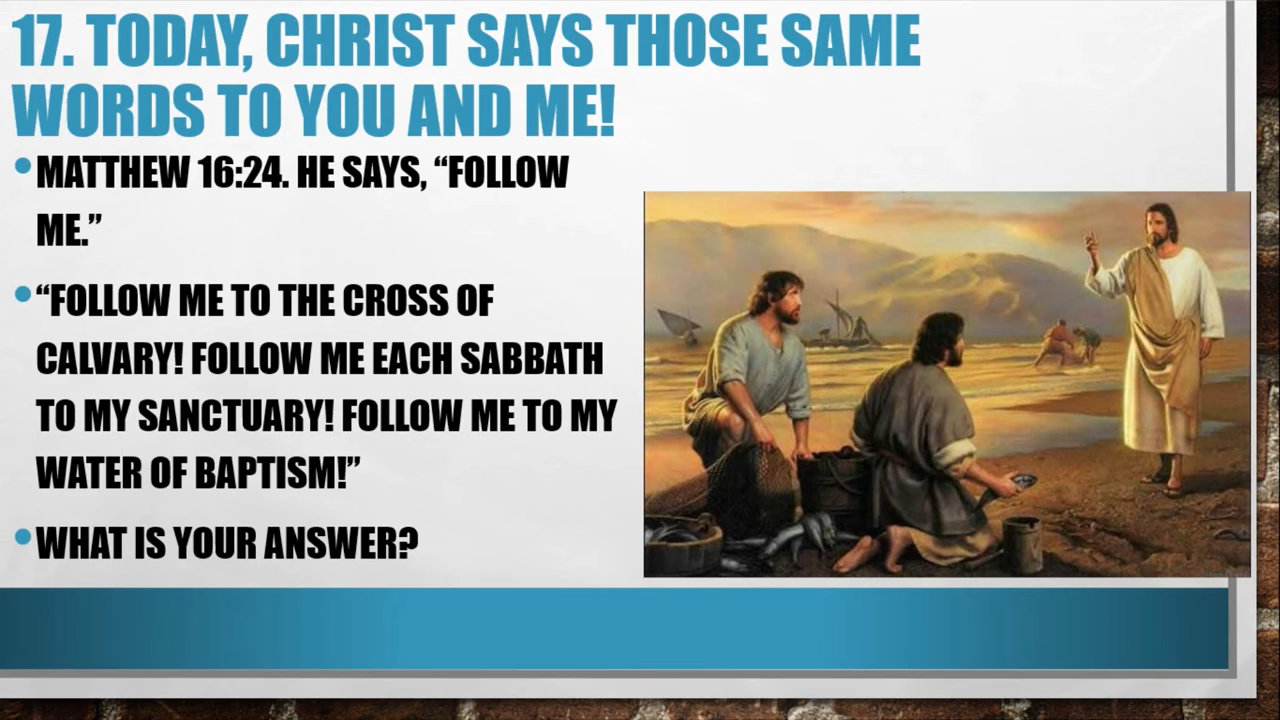 17. TODAY, CHRIST SAYS THOSE SAME
WORDS TO YOU AND ME!
•MATTHEW 16:24. HE SAYS, “FOLLOW
ME.”
•“FOLLOW ME TO THE CROSS OF
CALVARY! FOLLOW ME EACH SABBATH
TO MY SANCTUARY! FOLLOW ME TO MY
WATER OF BAPTISM!”
•WHAT IS YOUR ANSWER?